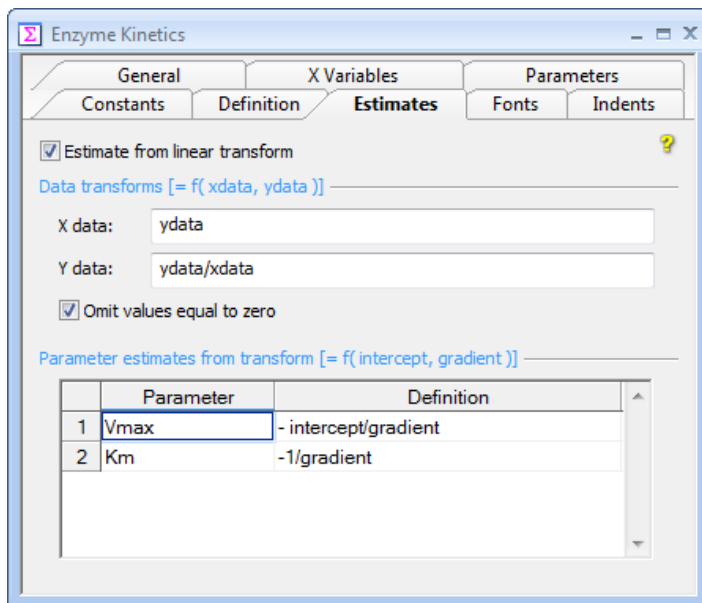 Σ Enzyme Kinetics
General X Variables Parameters
Constants Definition Estimates Fonts Indents
Estimate from linear transform ?
Data transforms [= f( xdata, ydata )]
X data: ydata
Y data: ydata/xdata
Omit values equal to zero
Parameter estimates from transform [= f( intercept, gradient )]
Parameter Definition
1 Vmax - intercept/gradient
2 Km -1/gradient